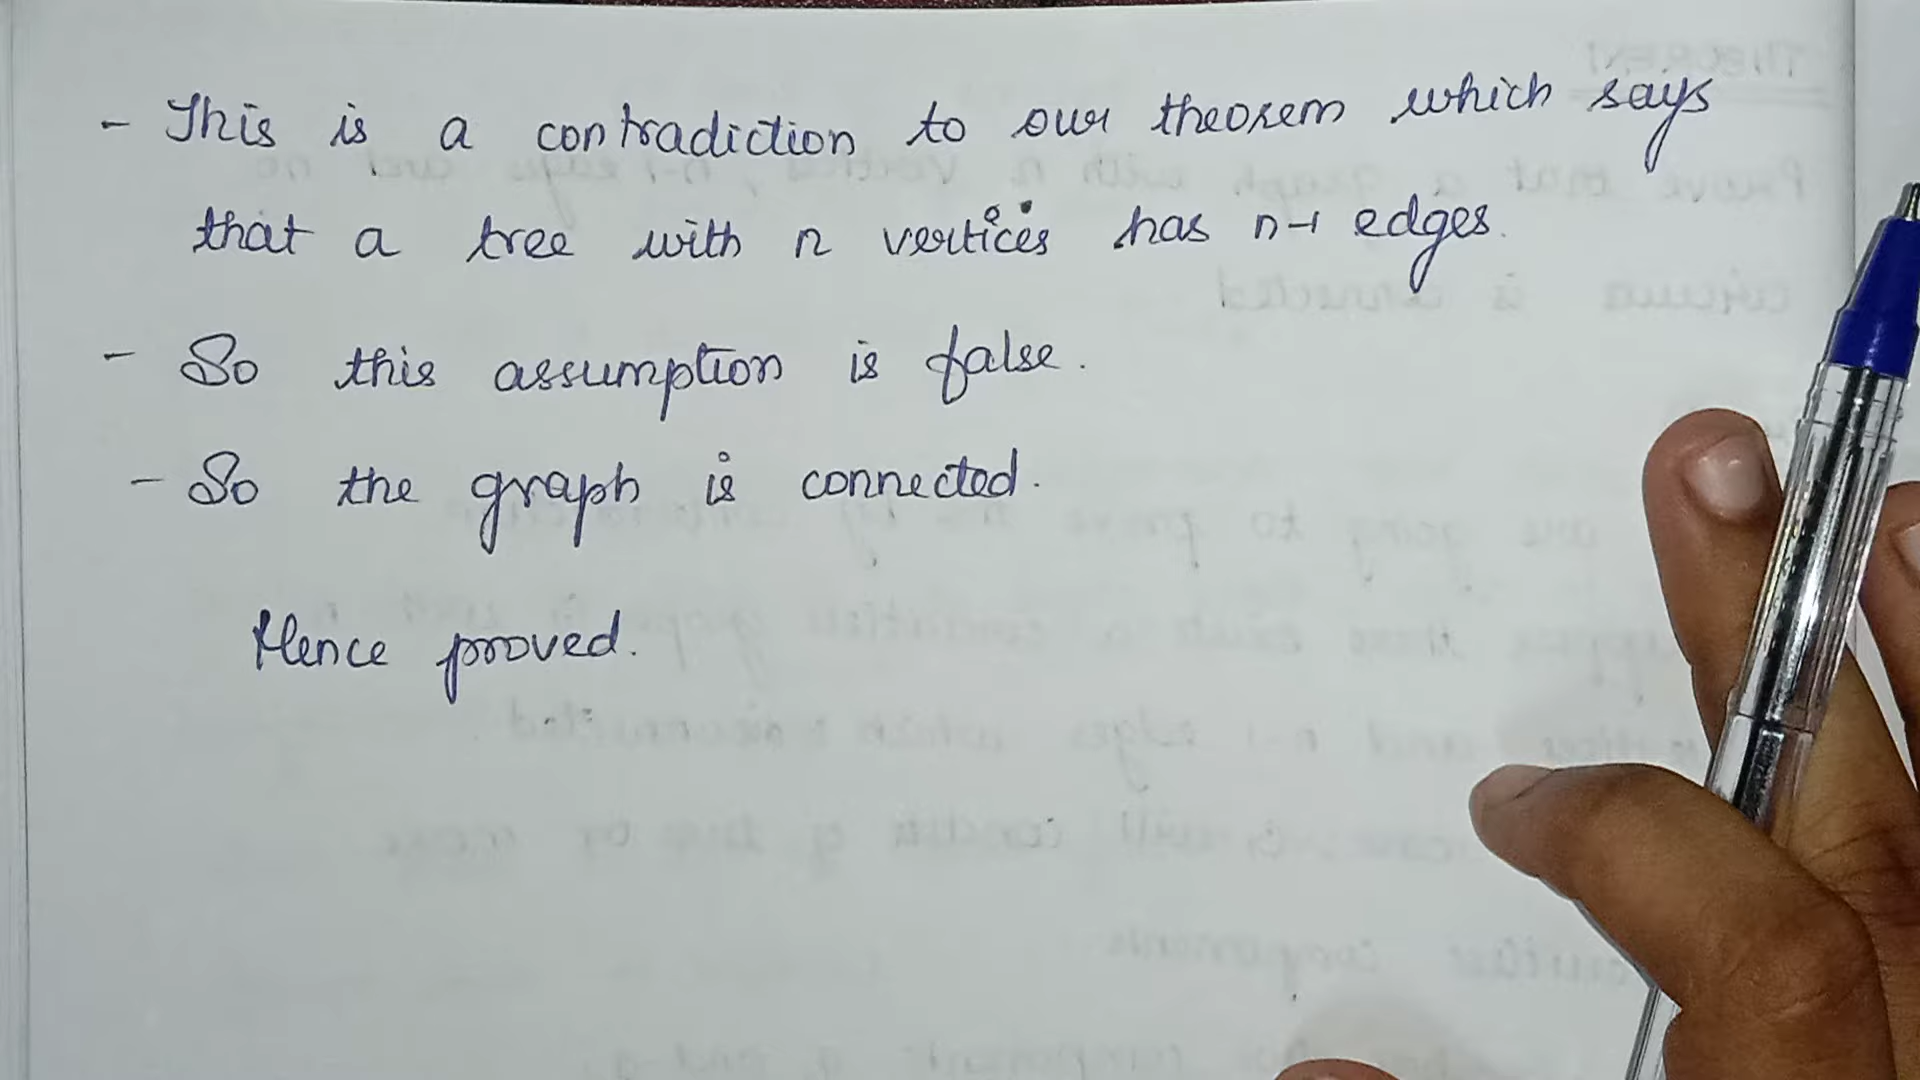 - This is a contradiction to our theorem which says
that a tree with n vertices has n-1 edges.
- So this assumption is false.
- So the graph is connected.
Hence proved.